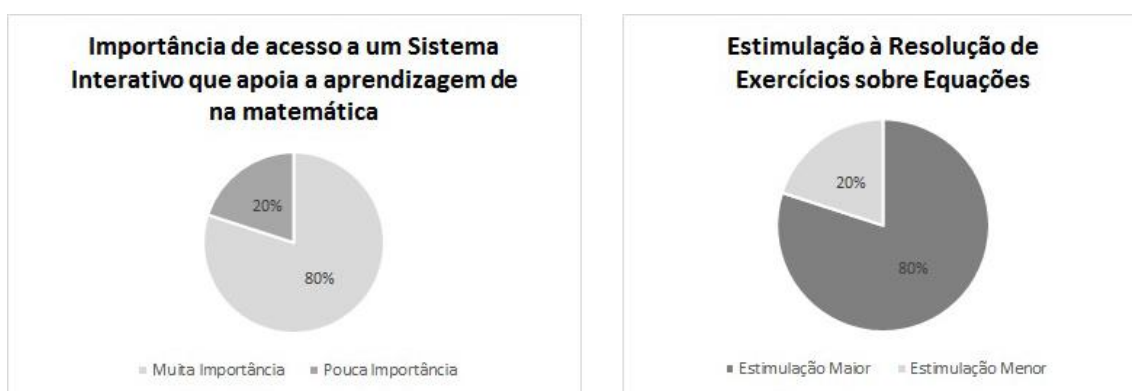 Importância de acesso a um Sistema
Interativo que apoia a aprendizagem de
na matemática
20%
80%
Muita Importância Pouca Importância
Estimulação à Resolução de
Exercícios sobre Equações
20%
80%
Estimulação Maior Estimulação Menor